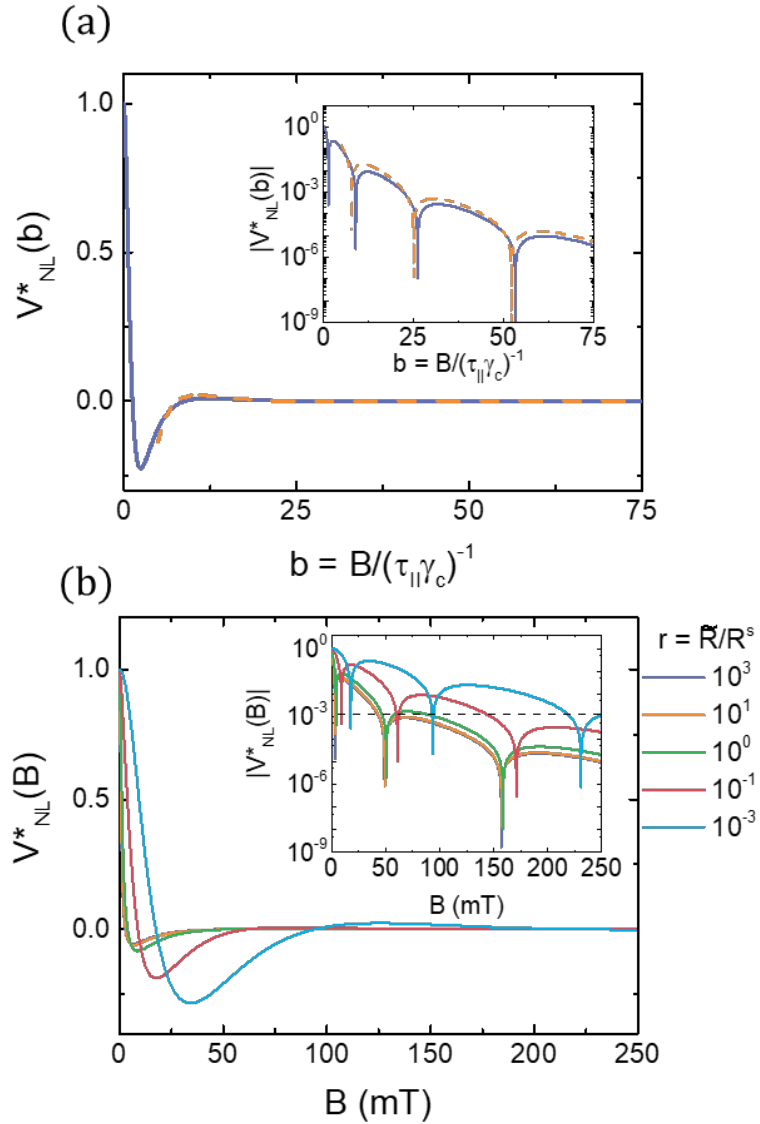 (a)
1.0
0.5
0.0
V*NL(b)
10^0
10^-3
10^-6
10^-9
|V*NL(b)|
0 25 50 75
b = B/(τ||γc)^-1
0 25 50 75
b = B/(τ||γc)^-1
(b)
1.0
0.5
0.0
V*NL(B)
10^0
10^-3
10^-6
10^-9
|V*NL(B)|
0 50 100 150 200 250
B (mT)
r = R/R^s
10^3
10^1
10^0
10^-1
10^-3
0 50 100 150 200 250
B (mT)